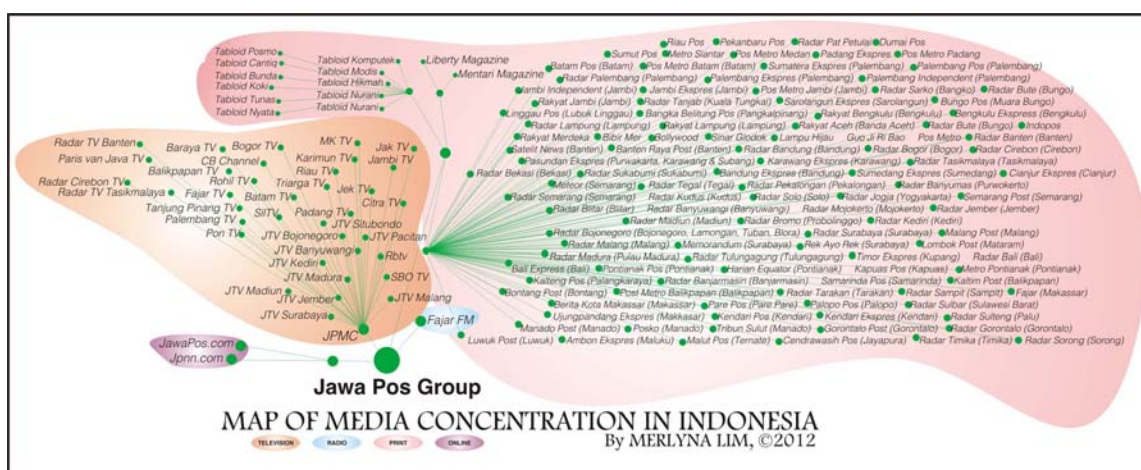 Tabloid Posmo
Tabloid Cantiq
Tabloid Bunda
Tabloid Koki
Tabloid Tunas
Tabloid Nyata
Tabloid Komputek
Tabloid Modis
Tabloid Hikmah
Tabloid Nurani
Tabloid Nurani
Liberty Magazine
Mentari Magazine
Radar TV Banten
Paris van Java TV
Radar Cirebon TV
Radar TV Tasikmalaya
Baraya TV
Bogor TV
CB Channel
Balikpapan TV
Rohil TV
Fajar TV
Tanjung Pinang TV
Palembang TV
Pon TV
MK TV
Karimun TV
Riau TV
Triarga TV
Batam TV
SilTV
Padang TV
Jak TV
Jambi TV
Jek TV
Citra TV
JTV Situbondo
JTV Bojonegoro
JTV Pacitan
JTV Banyuwangi
Rbtv
JTV Kediri
JTV Madura
SBO TV
JTV Madiun
JTV Jember
JTV Malang
JTV Surabaya
JPMC
Fajar FM
JawaPos.com
Jpnn.com
Riau Pos Pekanbaru Pos Radar Pat Petulai Dumai Pos
Sumut Pos Metro Siantar Pos Metro Medan Padang Ekspres Pos Metro Padang
Batam Pos (Batam) Pos Metro Batam (Batam) Sumatera Ekspres (Palembang) Palembang Pos (Palembang)
Radar Palembang (Palembang) Palembang Ekspres (Palembang) Palembang Independent (Palembang)
Jambi Independent (Jambi) Jambi Ekspres (Jambi) Pos Metro Jambi (Jambi) Radar Sarko (Bangko) Radar Bute (Bungo)
Rakyat Jambi (Jambi) Radar Tanjab (Kuala Tungkal) Sarolangun Ekspres (Sarolangun) Bungo Pos (Muara Bungo)
Linggau Pos (Lubuk Linggau) Bangka Belitung Pos (Pangkalpinang) Rakyat Bengkulu (Bengkulu) Bengkulu Ekspress (Bengkulu)
Radar Lampung (Lampung) Rakyat Lampung (Lampung) Rakyat Aceh (Banda Aceh) Radar Bute (Bungo) Indopos
Rakyat Merdeka Bibir Mer Bollywood Sinar Glodok Lampu Hijau Guo Ji Ri Bao Pos Metro Radar Banten (Banten)
Satelit News (Banten) Banten Raya Post (Banten) Radar Bandung (Bandung) Radar Bogor (Bogor) Radar Cirebon (Cirebon)
Pasundan Ekspres (Purwakarta, Karawang & Subang) Karawang Ekspres (Karawang) Radar Tasikmalaya (Tasikmalaya)
Radar Bekasi (Bekasi) Radar Sukabumi (Sukabumi) Bandung Ekspres (Bandung) Sumedang Ekspres (Sumedang) Cianjur Ekspres (Cianjur)
Meteor (Semarang) Radar Tegal (Tegal) Radar Pekalongan (Pekalongan) Radar Banyumas (Purwokerto)
Radar Semarang (Semarang) Radar Kudus (Kudus) Radar Solo (Solo) Radar Jogja (Yogyakarta) Semarang Post (Semarang)
Radar Blitar (Blitar) Radar Banyuwangi (Banyuwangi) Radar Mojokerto (Mojokerto) Radar Jember (Jember)
Radar Madiun (Madiun) Radar Bromo (Probolinggo) Radar Kediri (Kediri)
Radar Bojonegoro (Bojonegoro, Lamongan, Tuban, Blora) Radar Surabaya (Surabaya) Malang Post (Malang)
Radar Malang (Malang) Memorandum (Surabaya) Rek Ayo Rek (Surabaya) Lombok Post (Mataram)
Radar Madura (Pulau Madura) Radar Tulungagung (Tulungagung) Timor Ekspres (Kupang) Radar Bali (Bali)
Bali Express (Bali) Pontianak Pos (Pontianak) Harian Equator (Pontianak) Kapuas Pos (Kapuas) Metro Pontianak (Pontianak)
Kalteng Pos (Palangkaraya) Radar Banjarmasin (Banjarmasin) Samarinda Pos (Samarinda) Kaltim Post (Balikpapan)
Bontang Post (Bontang) Post Metro Balikpapan (Balikpapan) Radar Tarakan (Tarakan) Radar Sampit (Sampit) Fajar (Makassar)
Berita Kota Makassar (Makassar) Pare Pos (Pare Pare) Palopo Pos (Palopo) Radar Sulbar (Sulawesi Barat)
Ujungpandang Ekspres (Makkasar) Kendari Pos (Kendari) Kendari Ekspres (Kendari) Radar Sulteng (Palu)
Manado Post (Manado) Posko (Manado) Tribun Sulut (Manado) Gorontalo Post (Gorontalo) Radar Gorontalo (Gorontalo)
Luwuk Post (Luwuk) Ambon Ekspres (Maluku) Malut Pos (Ternate) Cendrawasih Pos (Jayapura) Radar Timika (Timika) Radar Sorong (Sorong)
Jawa Pos Group
MAP OF MEDIA CONCENTRATION IN INDONESIA
By MERLYNA LIM, ©2012
TELEVISION RADIO PRINT ONLINE